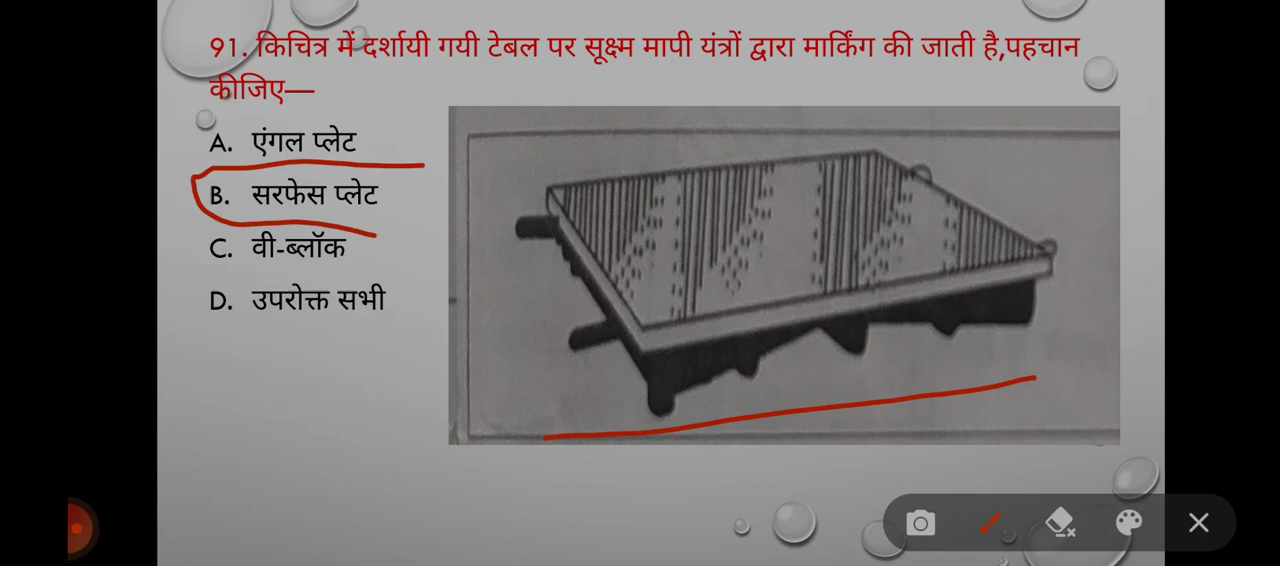 91. किचित्र में दर्शायी गयी टेबल पर सूक्ष्म मापी यंत्रों द्वारा मार्किंग की जाती है,पहचान
कीजिए—
A. एंगल प्लेट
B. सरफेस प्लेट
C. वी-ब्लॉक
D. उपरोक्त सभी